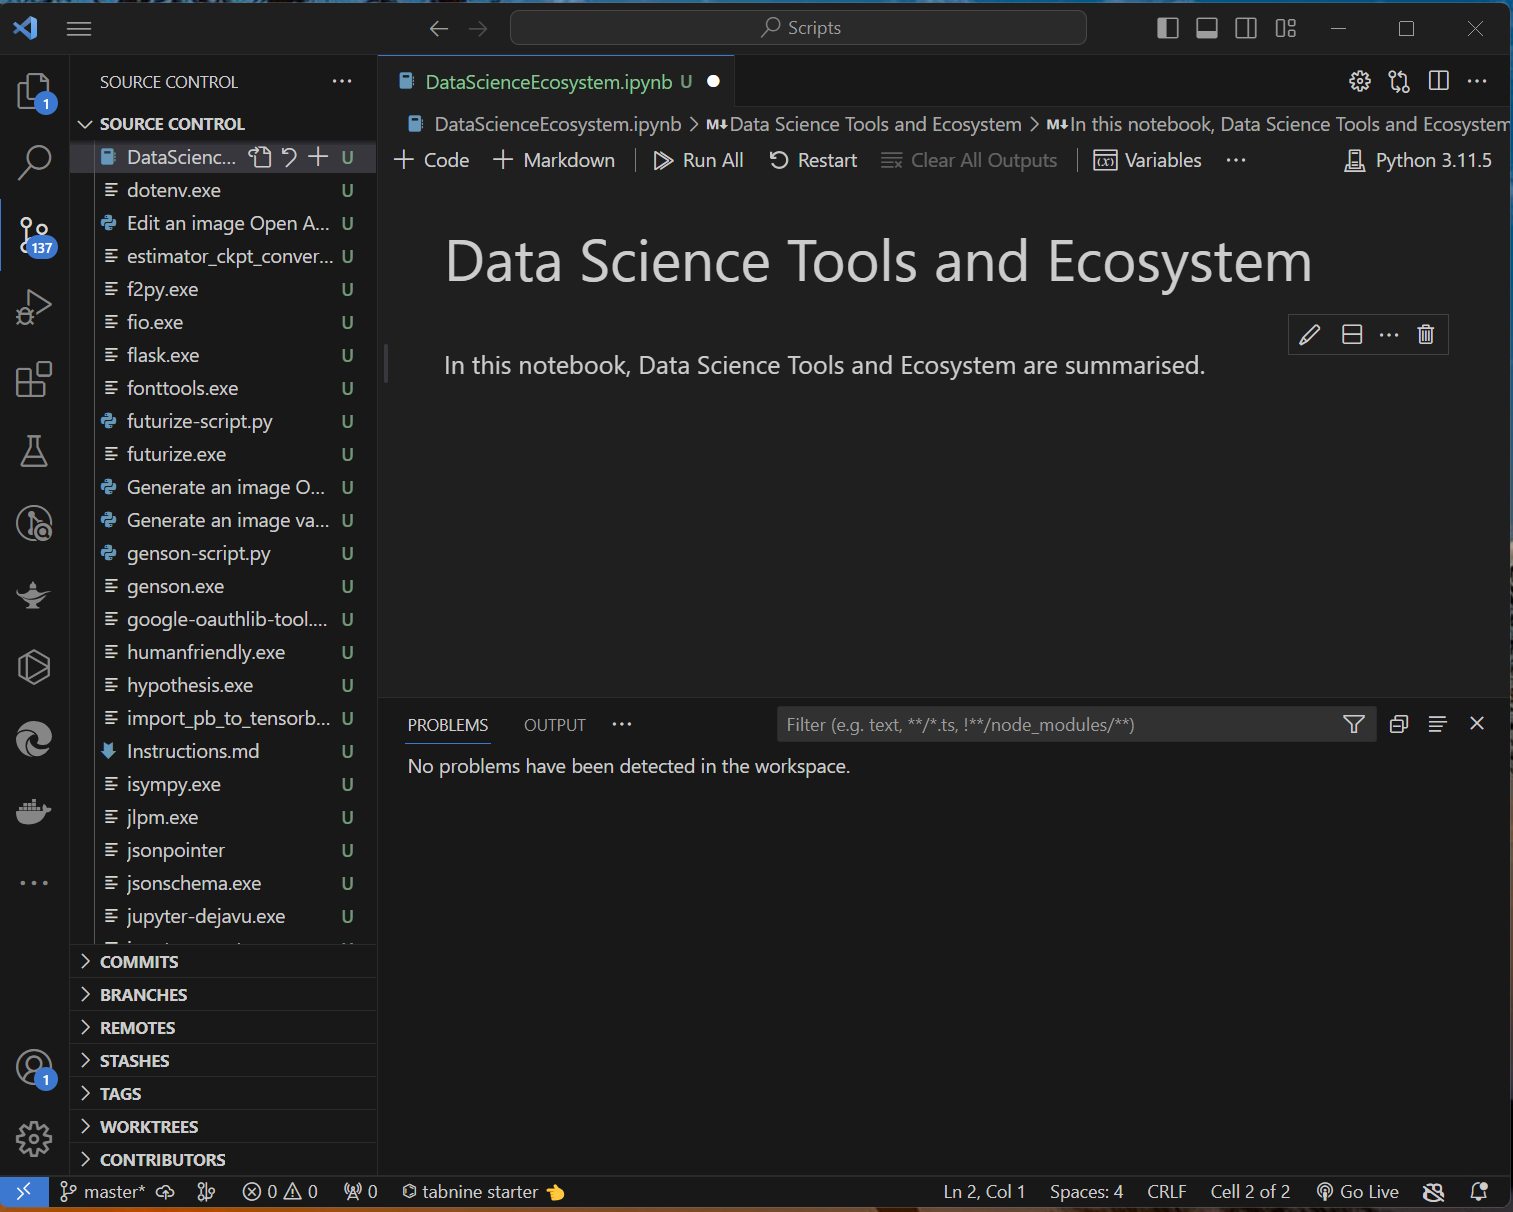 Scripts
1
137
1
SOURCE CONTROL
SOURCE CONTROL
DataScienc... U
dotenv.exe U
Edit an image Open A... U
estimator_ckpt_conver... U
f2py.exe U
fio.exe U
flask.exe U
fonttools.exe U
futurize-script.py U
futurize.exe U
Generate an image O... U
Generate an image va... U
genson-script.py U
genson.exe U
google-oauthlib-tool.... U
humanfriendly.exe U
hypothesis.exe U
import_pb_to_tensorb... U
Instructions.md U
isympy.exe U
jlpm.exe U
jsonpointer U
jsonschema.exe U
jupyter-dejavu.exe U
COMMITS
BRANCHES
REMOTES
STASHES
TAGS
WORKTREES
CONTRIBUTORS
DataScienceEcosystem.ipynb U
DataScienceEcosystem.ipynb > M↓Data Science Tools and Ecosystem > M↓In this notebook, Data Science Tools and Ecosystem
+ Code + Markdown Run All Restart Clear All Outputs Variables ... Python 3.11.5
Data Science Tools and Ecosystem
In this notebook, Data Science Tools and Ecosystem are summarised.
PROBLEMS OUTPUT ... Filter (e.g. text, **/*.ts, !**/node_modules/**)
No problems have been detected in the workspace.
master* 0 0 0 tabnine starter 👈 Ln 2, Col 1 Spaces: 4 CRLF Cell 2 of 2 Go Live